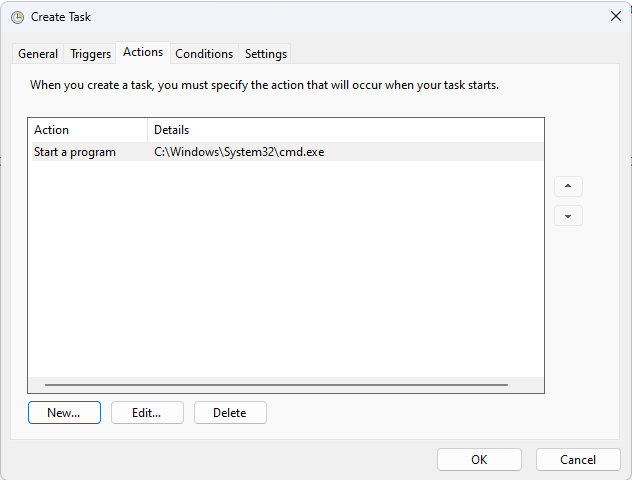 Create Task
General Triggers Actions Conditions Settings
When you create a task, you must specify the action that will occur when your task starts.
Action Details
Start a program C:\Windows\System32\cmd.exe
New... Edit... Delete
OK Cancel